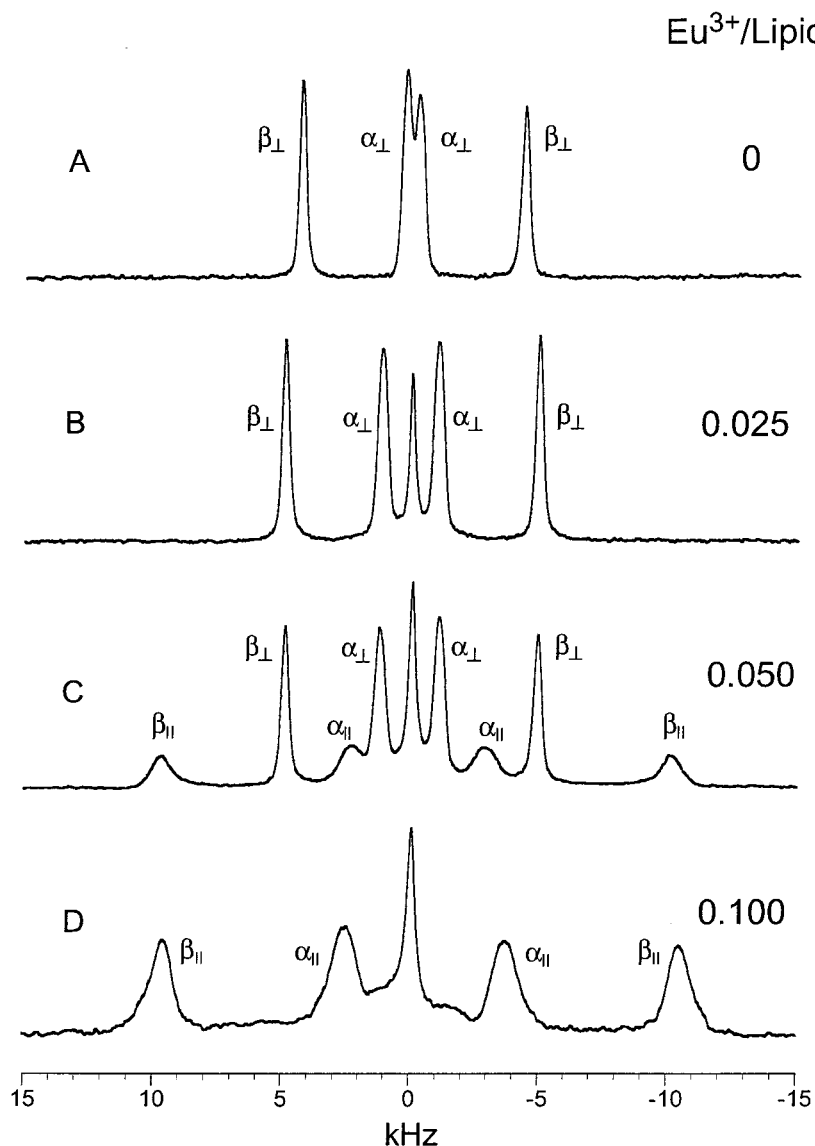 Eu³⁺/Lipid
A β⊥ α⊥ α⊥ β⊥ 0
B β⊥ α⊥ α⊥ β⊥ 0.025
C β|| α|| β⊥ α⊥ α⊥ α|| β⊥ β|| 0.050
D β|| α|| α|| β|| 0.100
15 10 5 0 -5 -10 -15
kHz